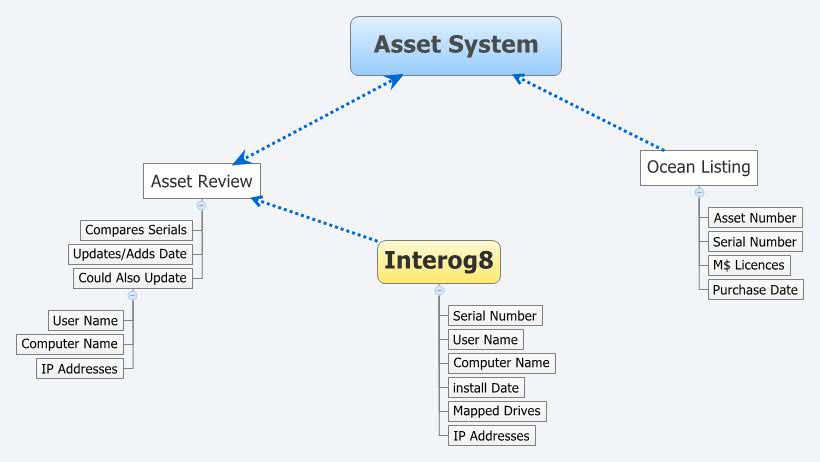 Asset System
Asset Review
Compares Serials
Updates/Adds Date
Could Also Update
User Name
Computer Name
IP Addresses
Interog8
Serial Number
User Name
Computer Name
install Date
Mapped Drives
IP Addresses
Ocean Listing
Asset Number
Serial Number
M$ Licences
Purchase Date